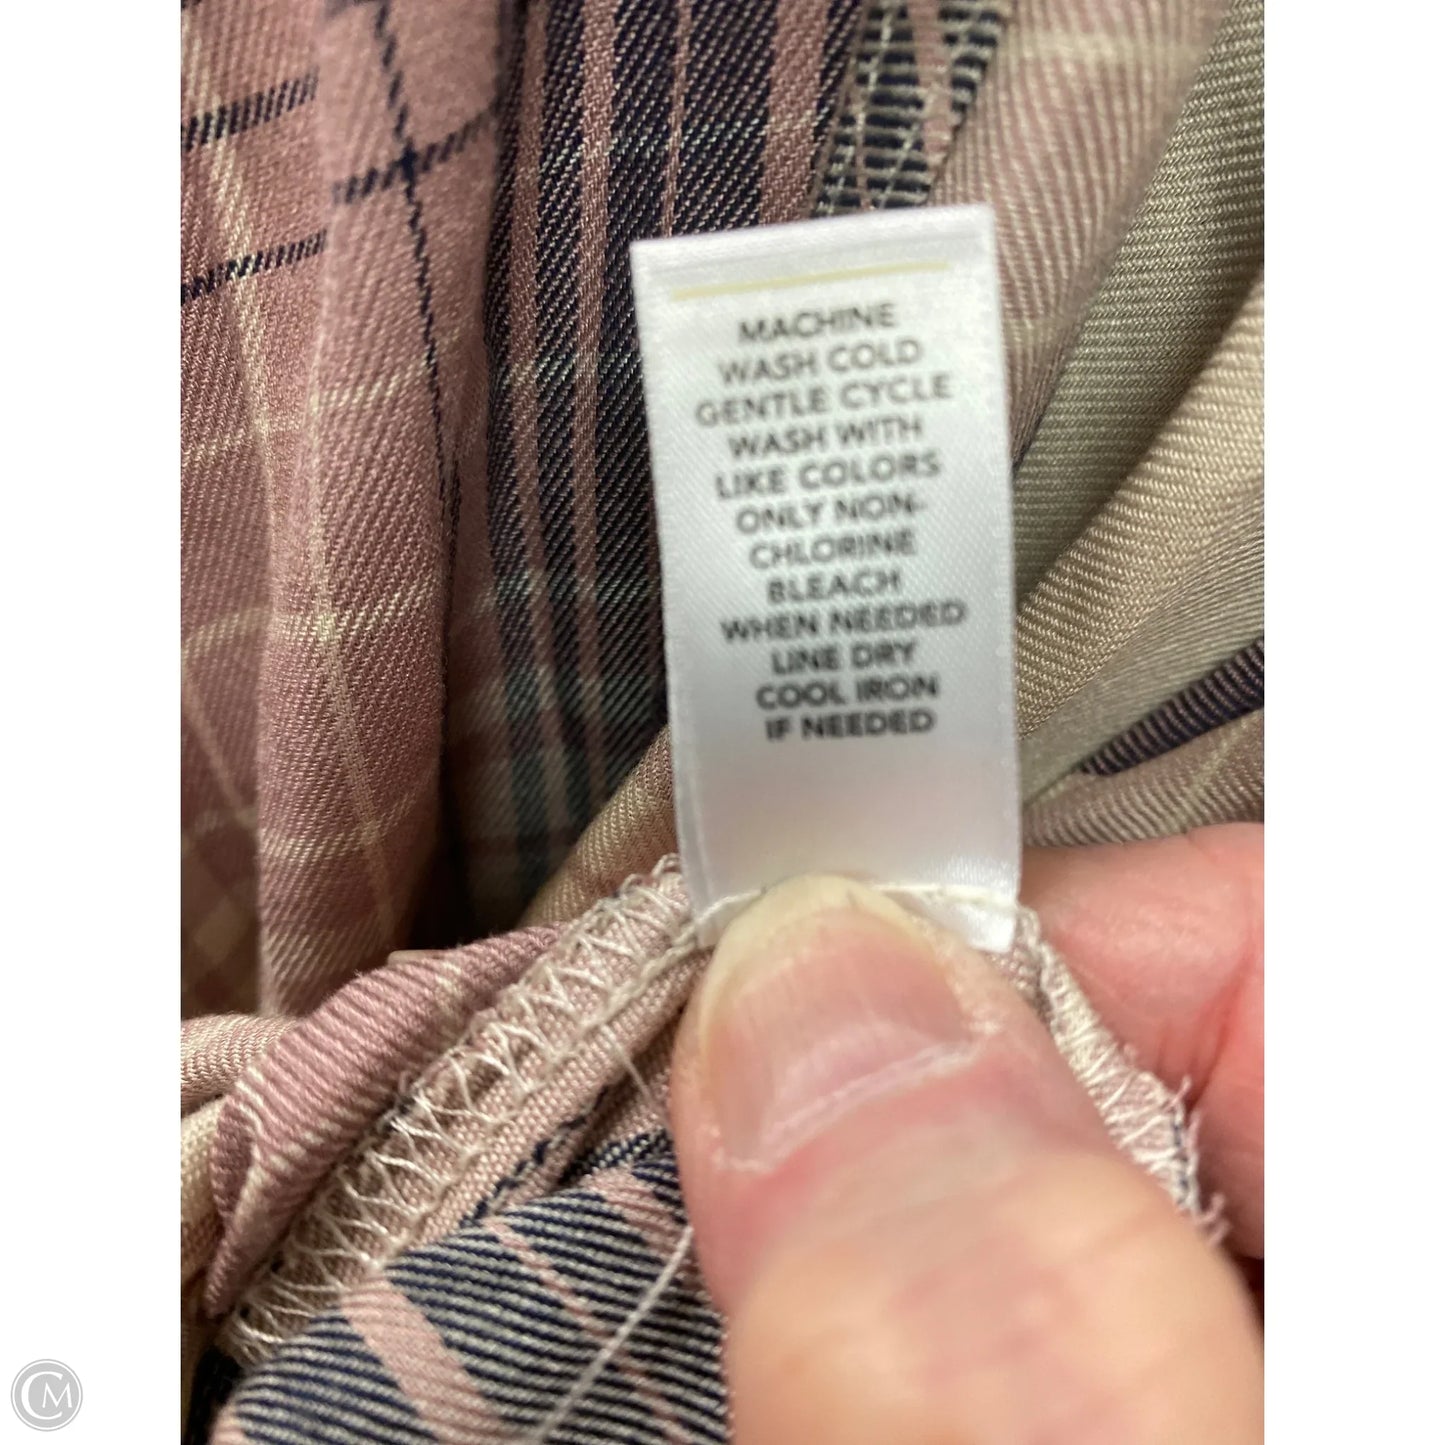 MACHINE
WASH COLD
GENTLE CYCLE
WASH WITH
LIKE COLORS
ONLY NON-
CHLORINE
BLEACH
WHEN NEEDED
LINE DRY
COOL IRON
IF NEEDED
CM